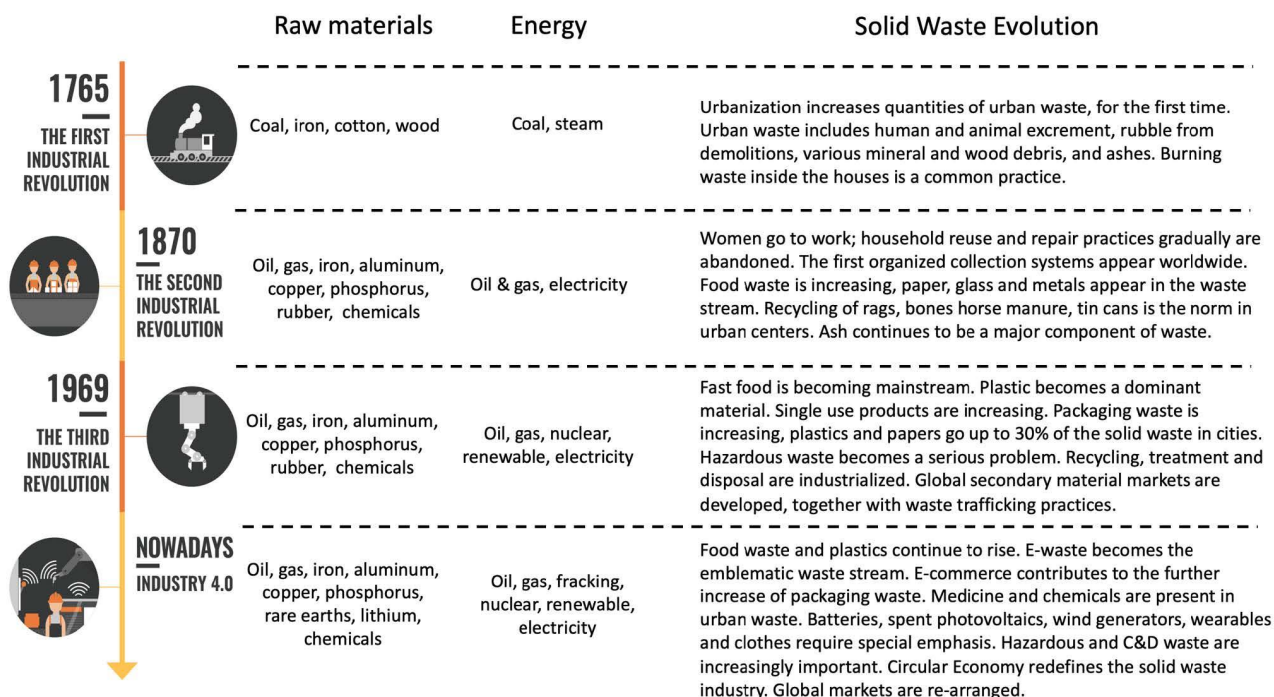 Raw materials
Energy
Solid Waste Evolution
1765
THE FIRST
INDUSTRIAL
REVOLUTION
Coal, iron, cotton, wood
Coal, steam
Urbanization increases quantities of urban waste, for the first time.
Urban waste includes human and animal excrement, rubble from
demolitions, various mineral and wood debris, and ashes. Burning
waste inside the houses is a common practice.
1870
THE SECOND
INDUSTRIAL
REVOLUTION
Oil, gas, iron, aluminum,
copper, phosphorus,
rubber, chemicals
Oil & gas, electricity
Women go to work; household reuse and repair practices gradually are
abandoned. The first organized collection systems appear worldwide.
Food waste is increasing, paper, glass and metals appear in the waste
stream. Recycling of rags, bones horse manure, tin cans is the norm in
urban centers. Ash continues to be a major component of waste.
1969
THE THIRD
INDUSTRIAL
REVOLUTION
Oil, gas, iron, aluminum,
copper, phosphorus,
rubber, chemicals
Oil, gas, nuclear,
renewable, electricity
Fast food is becoming mainstream. Plastic becomes a dominant
material. Single use products are increasing. Packaging waste is
increasing, plastics and papers go up to 30% of the solid waste in cities.
Hazardous waste becomes a serious problem. Recycling, treatment and
disposal are industrialized. Global secondary material markets are
developed, together with waste trafficking practices.
NOWADAYS
INDUSTRY 4.0
Oil, gas, iron, aluminum,
copper, phosphorus,
rare earths, lithium,
chemicals
Oil, gas, fracking,
nuclear, renewable,
electricity
Food waste and plastics continue to rise. E-waste becomes the
emblematic waste stream. E-commerce contributes to the further
increase of packaging waste. Medicine and chemicals are present in
urban waste. Batteries, spent photovoltaics, wind generators, wearables
and clothes require special emphasis. Hazardous and C&D waste are
increasingly important. Circular Economy redefines the solid waste
industry. Global markets are re-arranged.